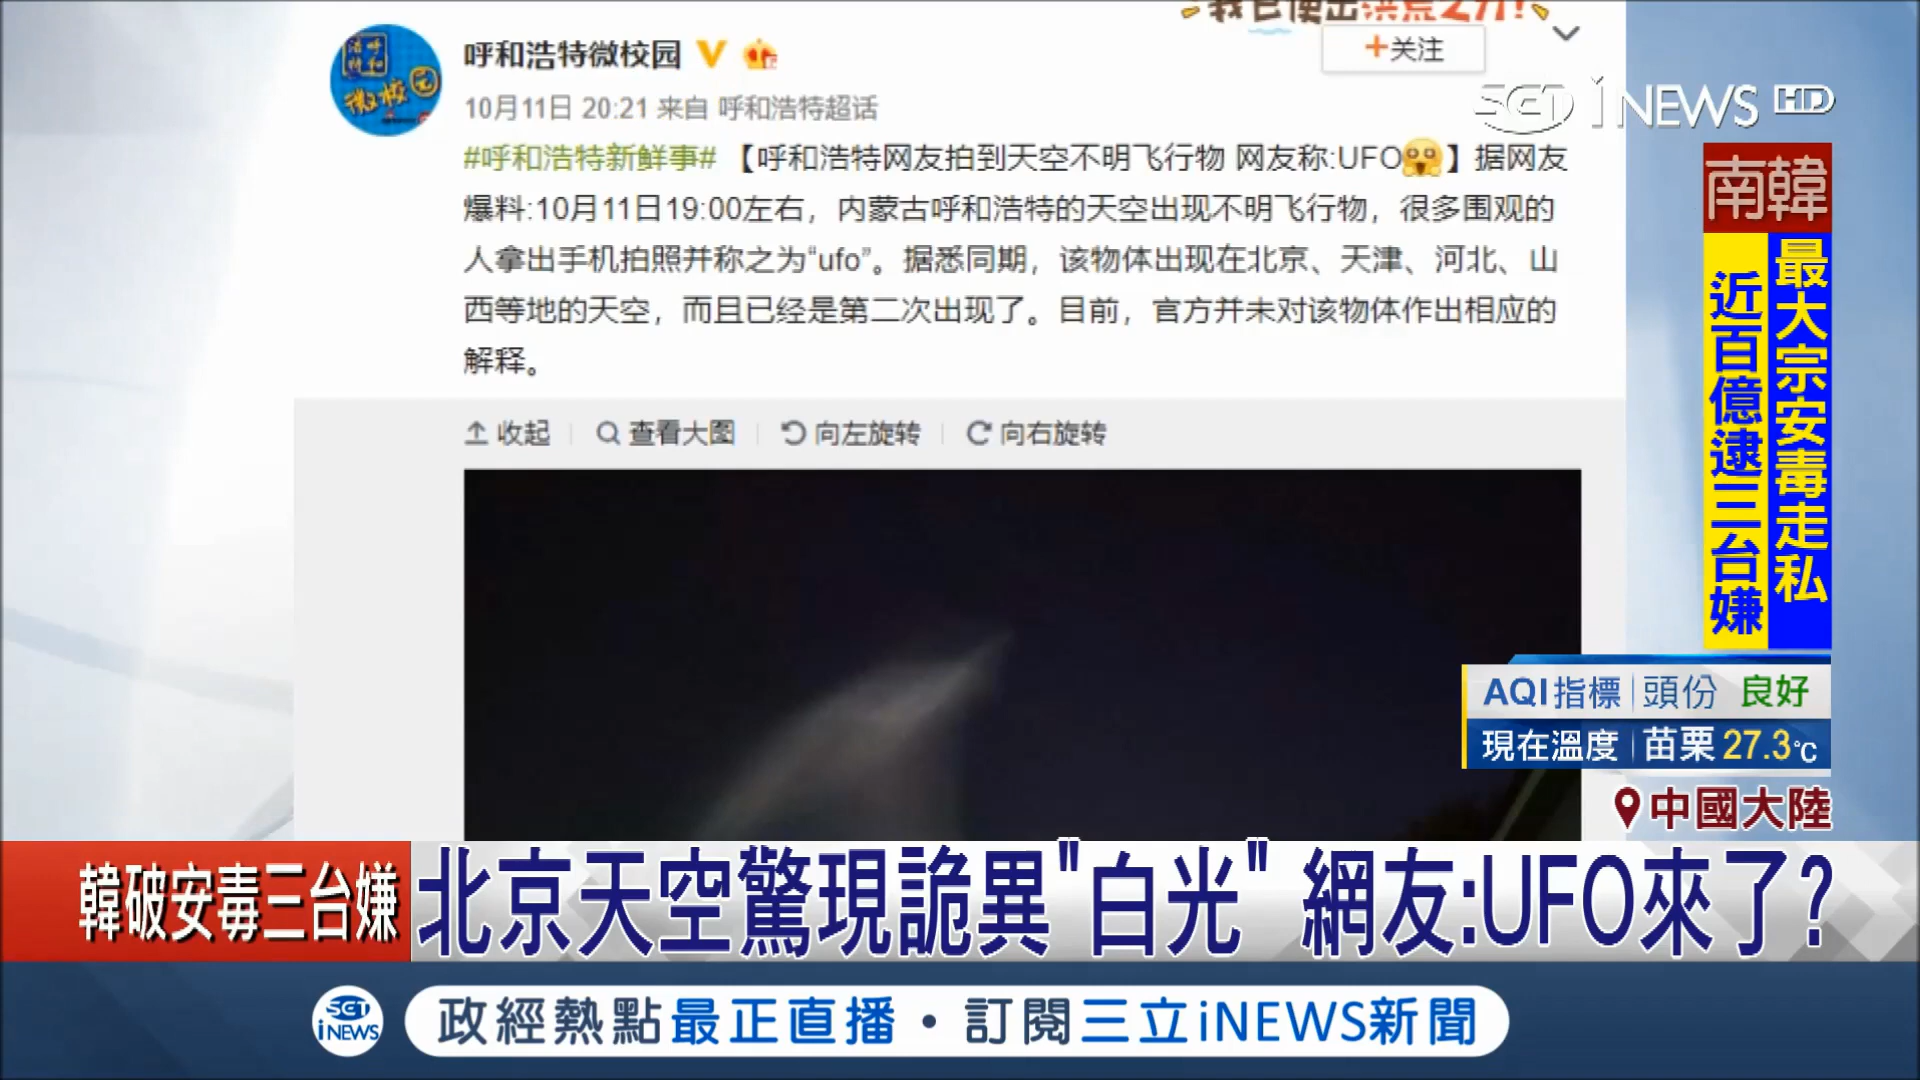 我已使出洪荒之力!
呼和浩特微校园
+关注
10月11日 20:21 来自 呼和浩特超话
#呼和浩特新鲜事# 【呼和浩特网友拍到天空不明飞行物 网友称:UFO】据网友
爆料:10月11日19:00左右，内蒙古呼和浩特的天空出现不明飞行物，很多围观的
人拿出手机拍照并称之为“ufo”。据悉同期，该物体出现在北京、天津、河北、山
西等地的天空，而且已经是第二次出现了。目前，官方并未对该物体作出相应的
解释。
收起
查看大图
向左旋转
向右旋转
SET iNEWS HD
南韓
最大宗安毒走私
近百億逮三台嫌
AQI指標 頭份 良好
現在溫度 苗栗 27.3℃
中國大陸
韓破安毒三台嫌
北京天空驚現詭異"白光" 網友:UFO來了?
SET iNEWS
政經熱點最正直播・訂閱三立iNEWS新聞